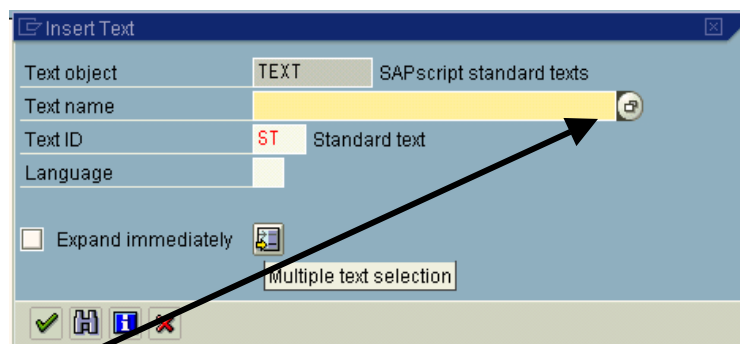 Insert Text
Text object TEXT SAPscript standard texts
Text name
Text ID ST Standard text
Language
Expand immediately
Multiple text selection